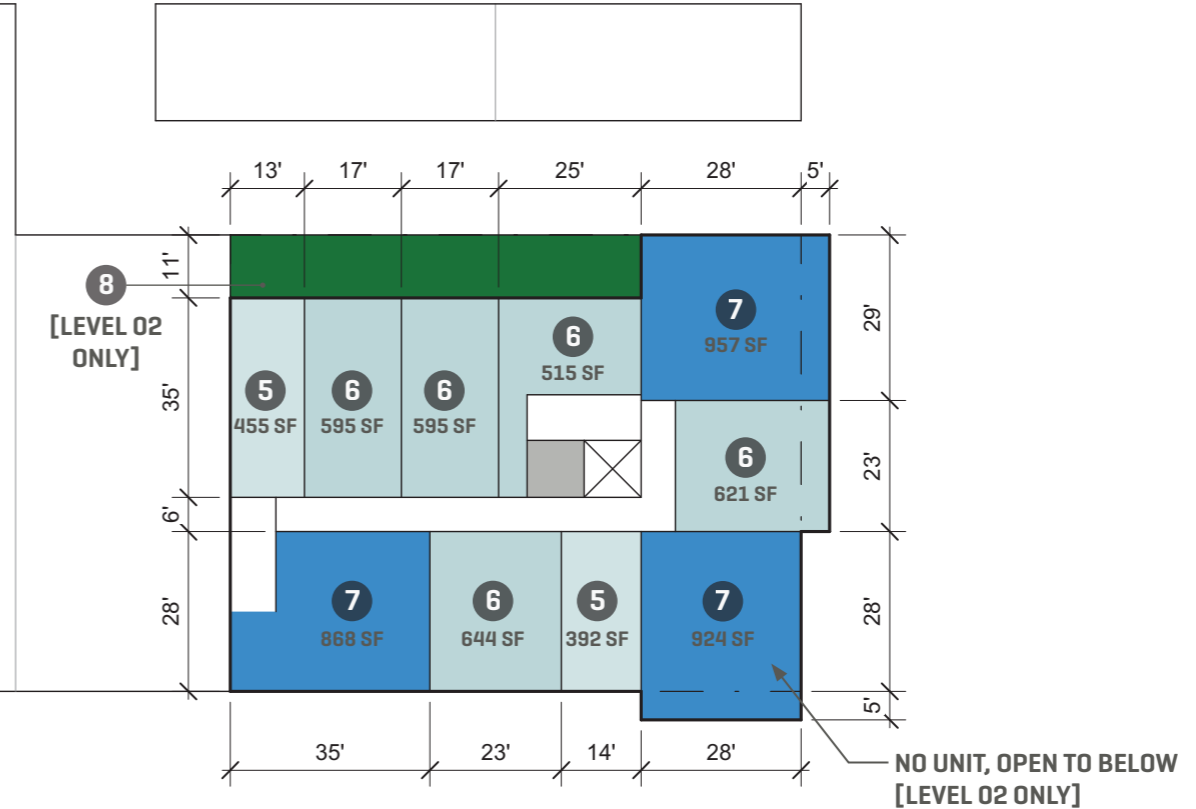 13'
17'
17'
25'
28'
5'
11'
8
[LEVEL 02
ONLY]
29'
7
957 SF
6
515 SF
35'
5
455 SF
6
595 SF
6
595 SF
6
621 SF
23'
6'
28'
7
868 SF
6
644 SF
5
392 SF
7
924 SF
28'
5'
35'
23'
14'
28'
NO UNIT, OPEN TO BELOW
[LEVEL 02 ONLY]